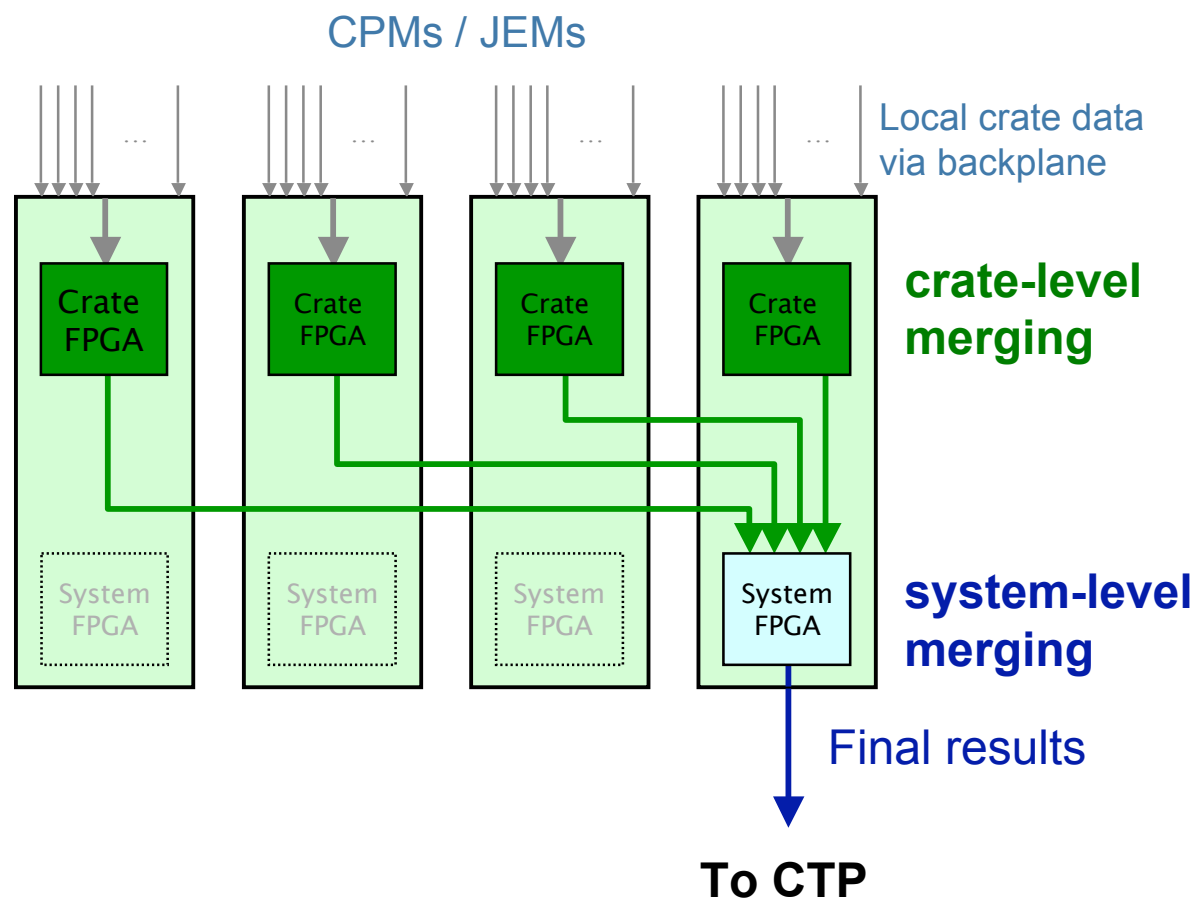 CPMs / JEMs
... ... ... ...
Local crate data
via backplane
Crate
FPGA
Crate
FPGA
Crate
FPGA
Crate
FPGA
crate-level
merging
System
FPGA
System
FPGA
System
FPGA
System
FPGA
system-level
merging
Final results
To CTP